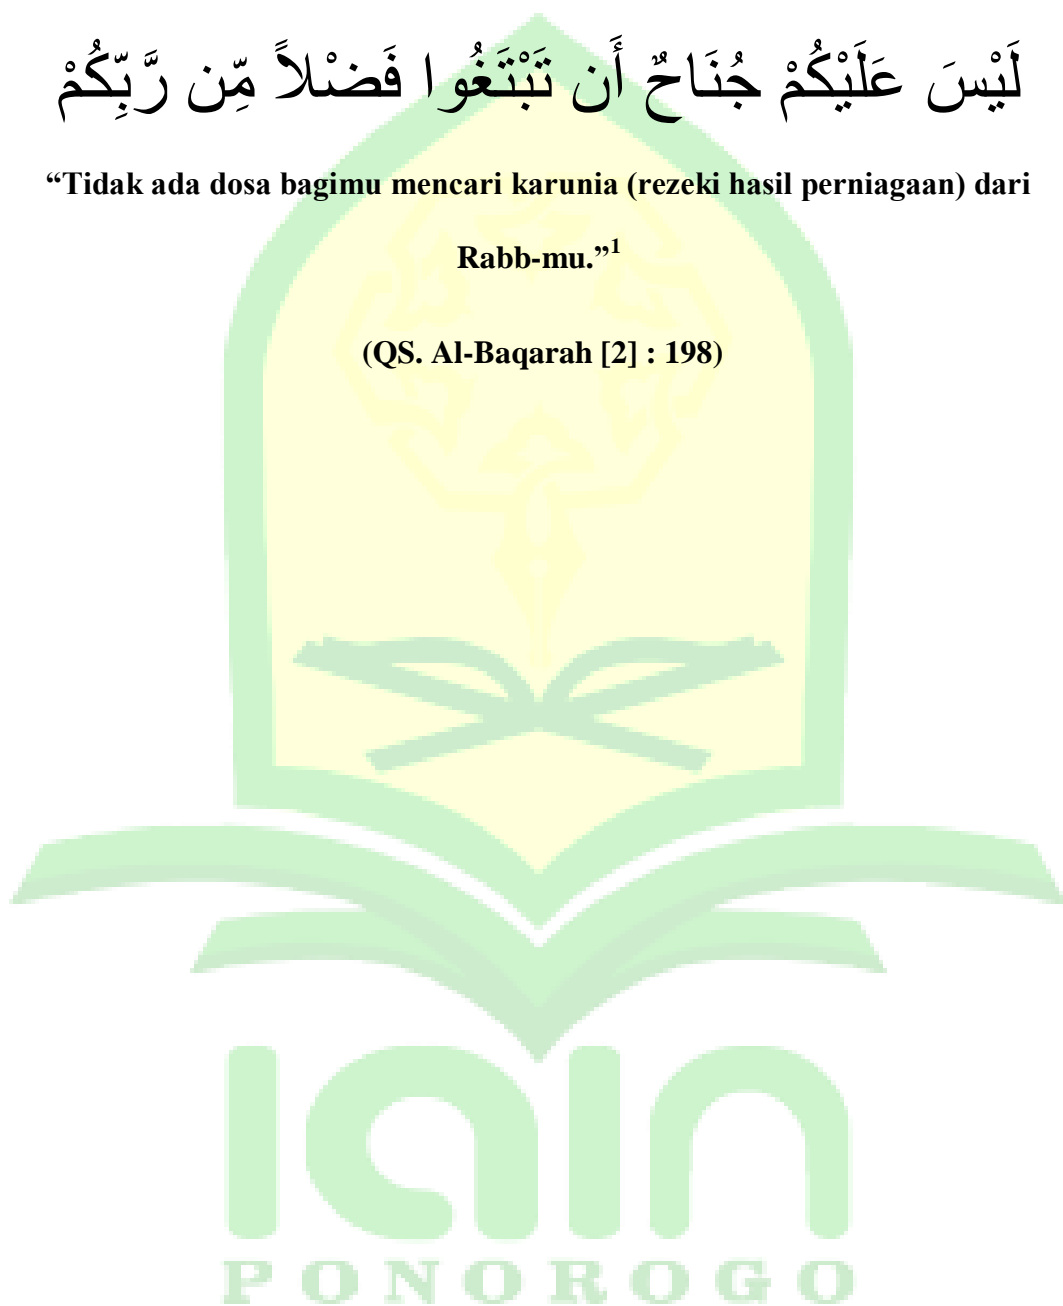 لَيْسَ عَلَيْكُمْ جُنَاحٌ أَن تَبْتَغُوا فَضْلاً مِّن رَّبِّكُمْ
“Tidak ada dosa bagimu mencari karunia (rezeki hasil perniagaan) dari
Rabb-mu.”1
(QS. Al-Baqarah [2] : 198)
iain
PONOROGO